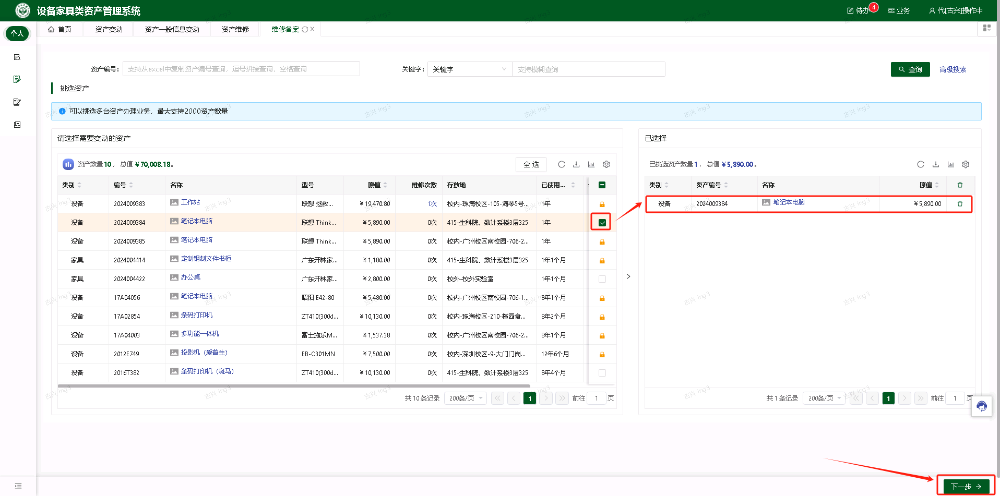 设备家具类资产管理系统
待办 4 业务 代[古兴]操作中
个人 首页 资产变动 资产一般信息变动 资产维修 维修备案
资产编号： 支持从excel中复制资产编号查询，逗号拼接查询，空格查询 关键字： 关键字 支持模糊查询 查询 高级搜索
挑选资产
可以挑选多台资产办理业务，最大支持2000资产数量
请选择需要变动的资产 已选择
资产数量10， 总值￥70,008.18。 全选 已挑选资产数量1， 总值￥5,890.00。
类别 编号 名称 型号 原值 维修次数 存放地 已使用... 类别 资产编号 名称 原值
设备 2024009383 工作站 联想 拯救... ￥19,470.80 1次 校内-珠海校区-105-海琴5号... 1年 设备 2024009384 笔记本电脑 ￥5,890.00
设备 2024009384 笔记本电脑 联想 Think... ￥5,890.00 0次 415-生科院、数计系楼3层325 1年
设备 2024009385 笔记本电脑 联想 Think... ￥5,890.00 0次 校内-广州校区南校园-706-2... 1年
家具 2024004414 定制钢制文件书柜 广东开林家... ￥1,180.00 0次 415-生科院、数计系楼3层325 1年1个月
家具 2024004422 办公桌 广东开林家... ￥2,800.00 0次 校外-校外实验室 1年1个月
设备 17A04056 笔记本电脑 昭阳 E42-80 ￥5,480.00 0次 校内-广州校区南校园-706-1... 8年1个月
设备 17A02854 条码打印机 ZT410(300d... ￥10,130.00 0次 校内-珠海校区-210-榁园食... 8年2个月
设备 17A04003 多功能一体机 富士施乐M... ￥1,537.38 0次 校内-广州校区南校园-706-2... 8年1个月
设备 2012E749 投影机（爱普生） EB-C301MN ￥7,500.00 0次 校内-深圳校区-9-大门门岗... 12年6个月
设备 2016T382 条码打印机（斑马） ZT410(300d... ￥10,130.00 0次 415-生科院、数计系楼3层325 8年4个月
共 10 条记录 200条/页 1 前往 1 页 共 1 条记录 200条/页 1 前往 1 页
下一步
古兴 ing3